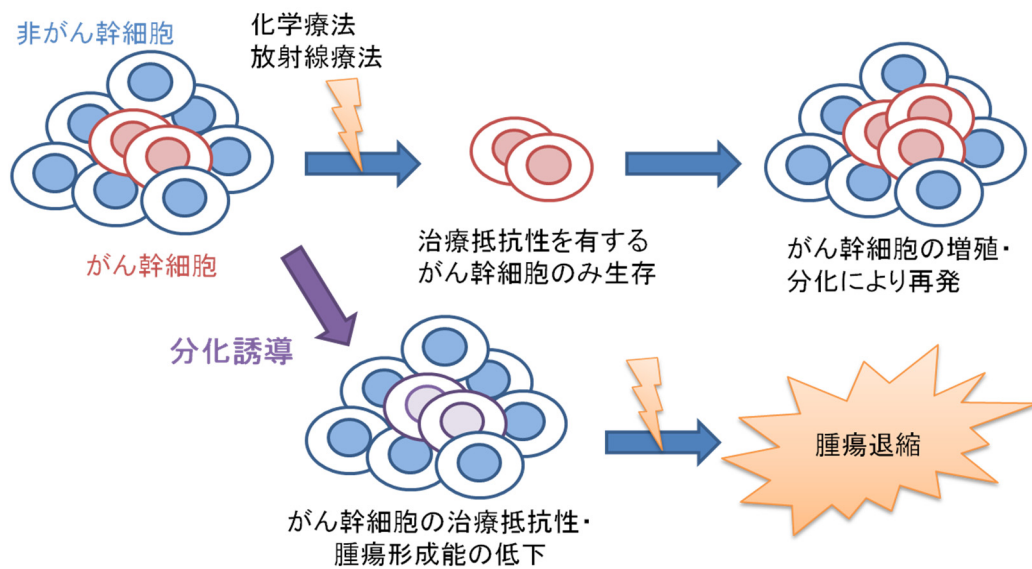 非がん幹細胞
化学療法
放射線療法
がん幹細胞
治療抵抗性を有する
がん幹細胞のみ生存
がん幹細胞の増殖・
分化により再発
分化誘導
腫瘍退縮
がん幹細胞の治療抵抗性・
腫瘍形成能の低下